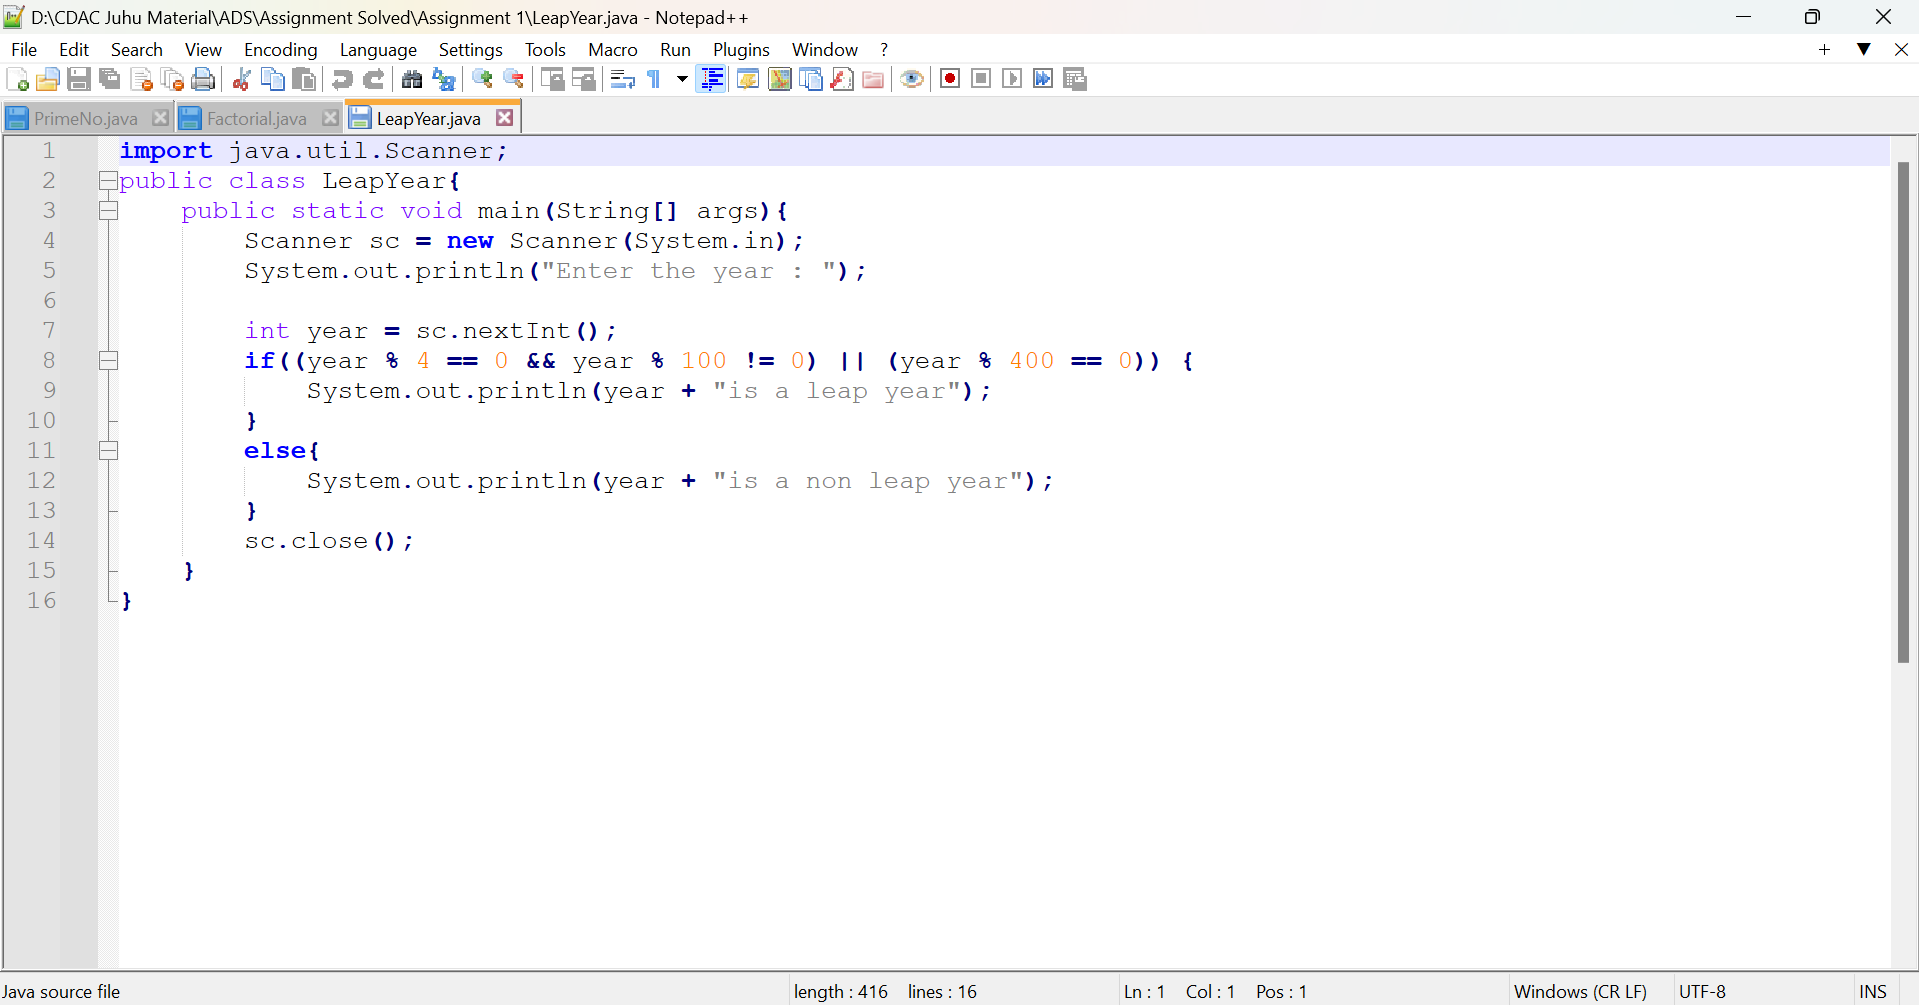 D:\CDAC Juhu Material\ADS\Assignment Solved\Assignment 1\LeapYear.java - Notepad++
File Edit Search View Encoding Language Settings Tools Macro Run Plugins Window ?
PrimeNo.java Factorial.java LeapYear.java
1 import java.util.Scanner;
2 public class LeapYear{
3 public static void main(String[] args){
4 Scanner sc = new Scanner(System.in);
5 System.out.println("Enter the year : ");
6
7 int year = sc.nextInt();
8 if((year % 4 == 0 && year % 100 != 0) || (year % 400 == 0)) {
9 System.out.println(year + "is a leap year");
10 }
11 else{
12 System.out.println(year + "is a non leap year");
13 }
14 sc.close();
15 }
16 }
Java source file length : 416 lines : 16 Ln : 1 Col : 1 Pos : 1 Windows (CR LF) UTF-8 INS